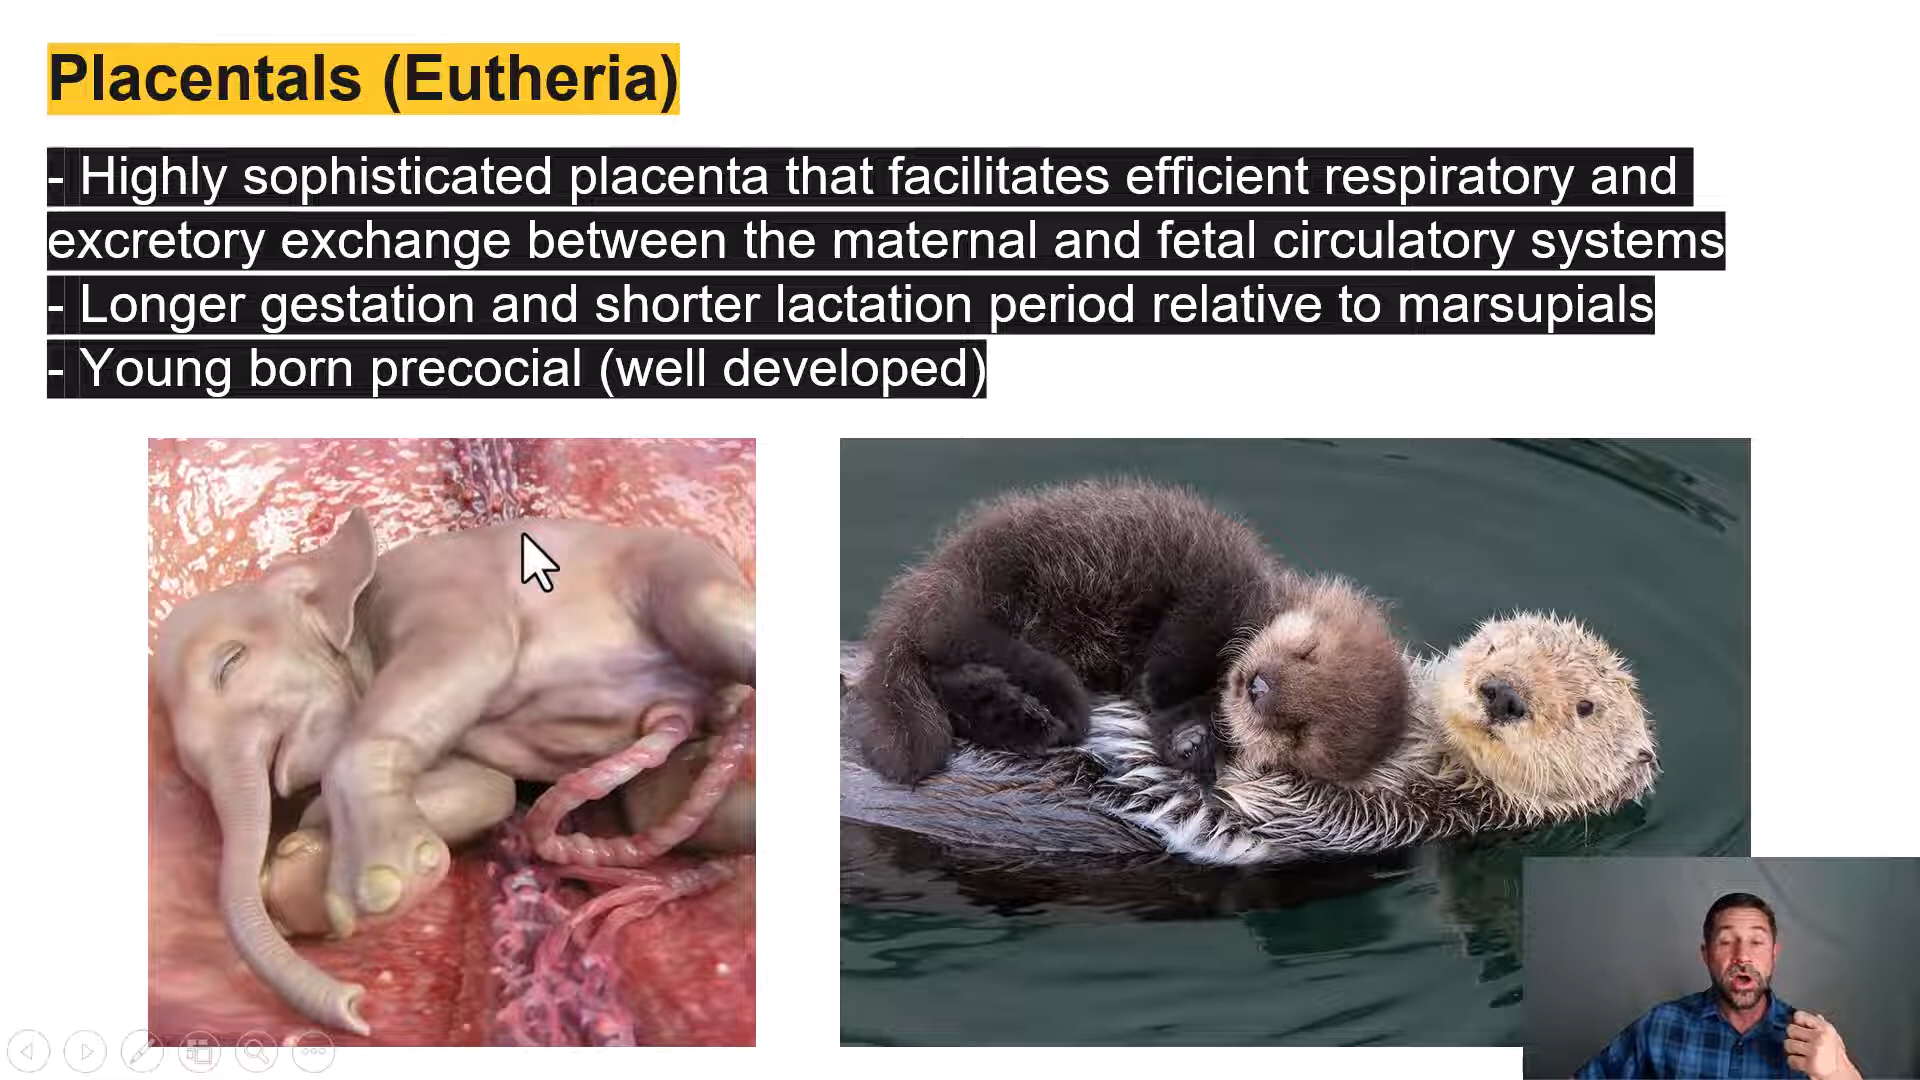 Placentals (Eutheria)
- Highly sophisticated placenta that facilitates efficient respiratory and
excretory exchange between the maternal and fetal circulatory systems
- Longer gestation and shorter lactation period relative to marsupials
- Young born precocial (well developed)